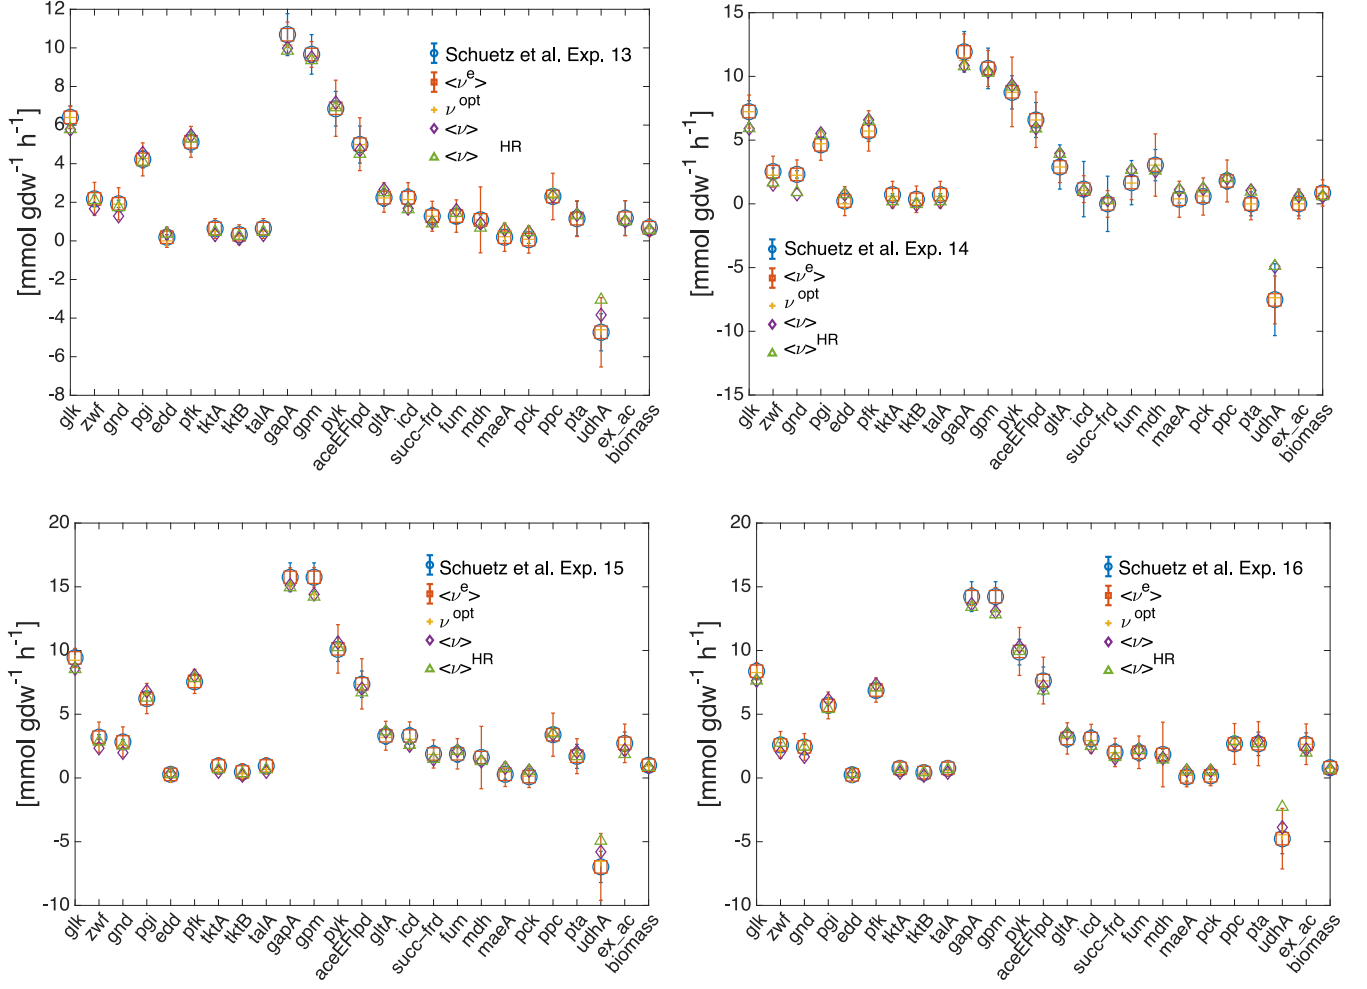 [mmol gdw⁻¹ h⁻¹]
12
10
8
6
4
2
0
-2
-4
-6
-8
Schuetz et al. Exp. 13
<νᵉ>
ν ᵒᵖᵗ
<ν>
<ν> HR
glk zwf gnd pgi edd pfk tktA tktB talA gapA gpm pyk aceEFlpd gltA icd succ-frd fum mdh maeA pck ppc pta udhA ex_ac biomass
[mmol gdw⁻¹ h⁻¹]
15
10
5
0
-5
-10
-15
Schuetz et al. Exp. 14
<νᵉ>
ν ᵒᵖᵗ
<ν>
<ν>HR
glk zwf gnd pgi edd pfk tktA tktB talA gapA gpm pyk aceEFlpd gltA icd succ-frd fum mdh maeA pck ppc pta udhA ex_ac biomass
[mmol gdw⁻¹ h⁻¹]
20
15
10
5
0
-5
-10
Schuetz et al. Exp. 15
<νᵉ>
ν ᵒᵖᵗ
<ν>
<ν>HR
glk zwf gnd pgi edd pfk tktA tktB talA gapA gpm pyk aceEFlpd gltA icd succ-frd fum mdh maeA pck ppc pta udhA ex_ac biomass
[mmol gdw⁻¹ h⁻¹]
20
15
10
5
0
-5
-10
Schuetz et al. Exp. 16
<νᵉ>
ν ᵒᵖᵗ
<ν>
<ν>HR
glk zwf gnd pgi edd pfk tktA tktB talA gapA gpm pyk aceEFlpd gltA icd succ-frd fum mdh maeA pck ppc pta udhA ex_ac biomass